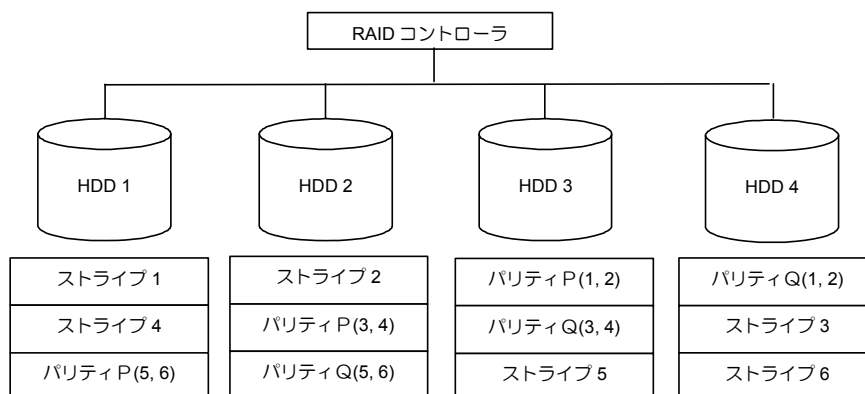 RAID コントローラ
HDD 1
HDD 2
HDD 3
HDD 4
ストライプ 1
ストライプ 2
パリティ P(1, 2)
パリティ Q(1, 2)
ストライプ 4
パリティ P(3, 4)
パリティ Q(3, 4)
ストライプ 3
パリティ P(5, 6)
パリティ Q(5, 6)
ストライプ 5
ストライプ 6